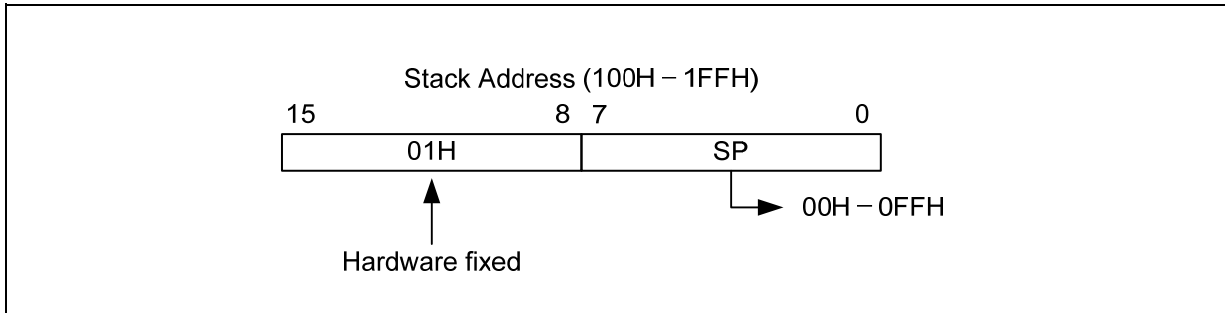 Stack Address (100H – 1FFH)
15 8 7 0
01H SP
00H – 0FFH
Hardware fixed